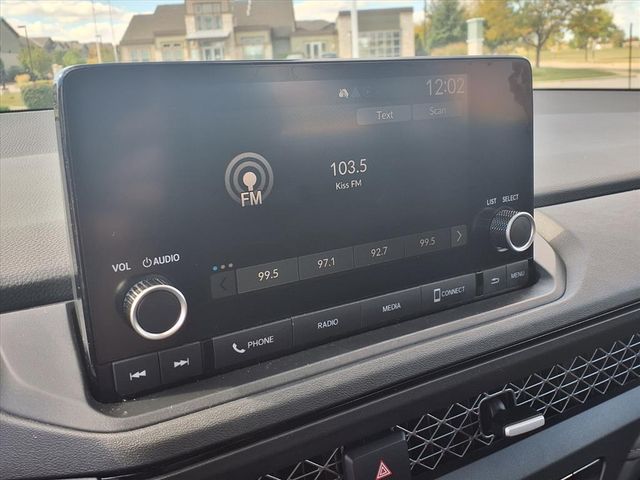 12:02
Text Scan
103.5
Kiss FM
FM
LIST SELECT
VOL AUDIO
99.5 97.1 92.7 99.5
PHONE RADIO MEDIA CONNECT MENU